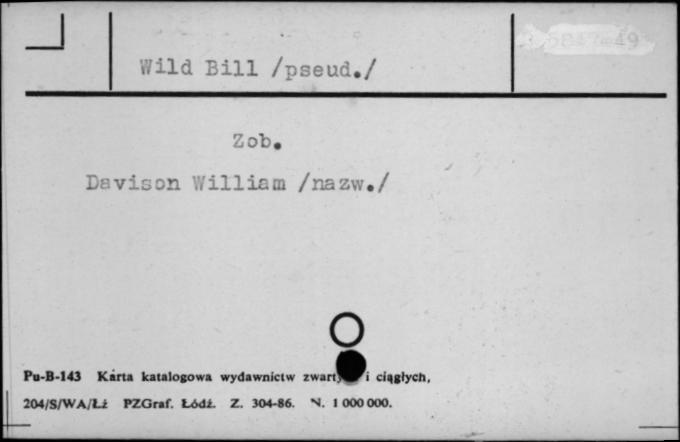 Wild Bill /pseud./
Zob.
Davison William /nazw./
Pu-B-143 Karta katalogowa wydawnictw i ciągłych,
204/S/WA/Łź PZGraf. Łódź. Z. 304-86. N. 1 000 000.